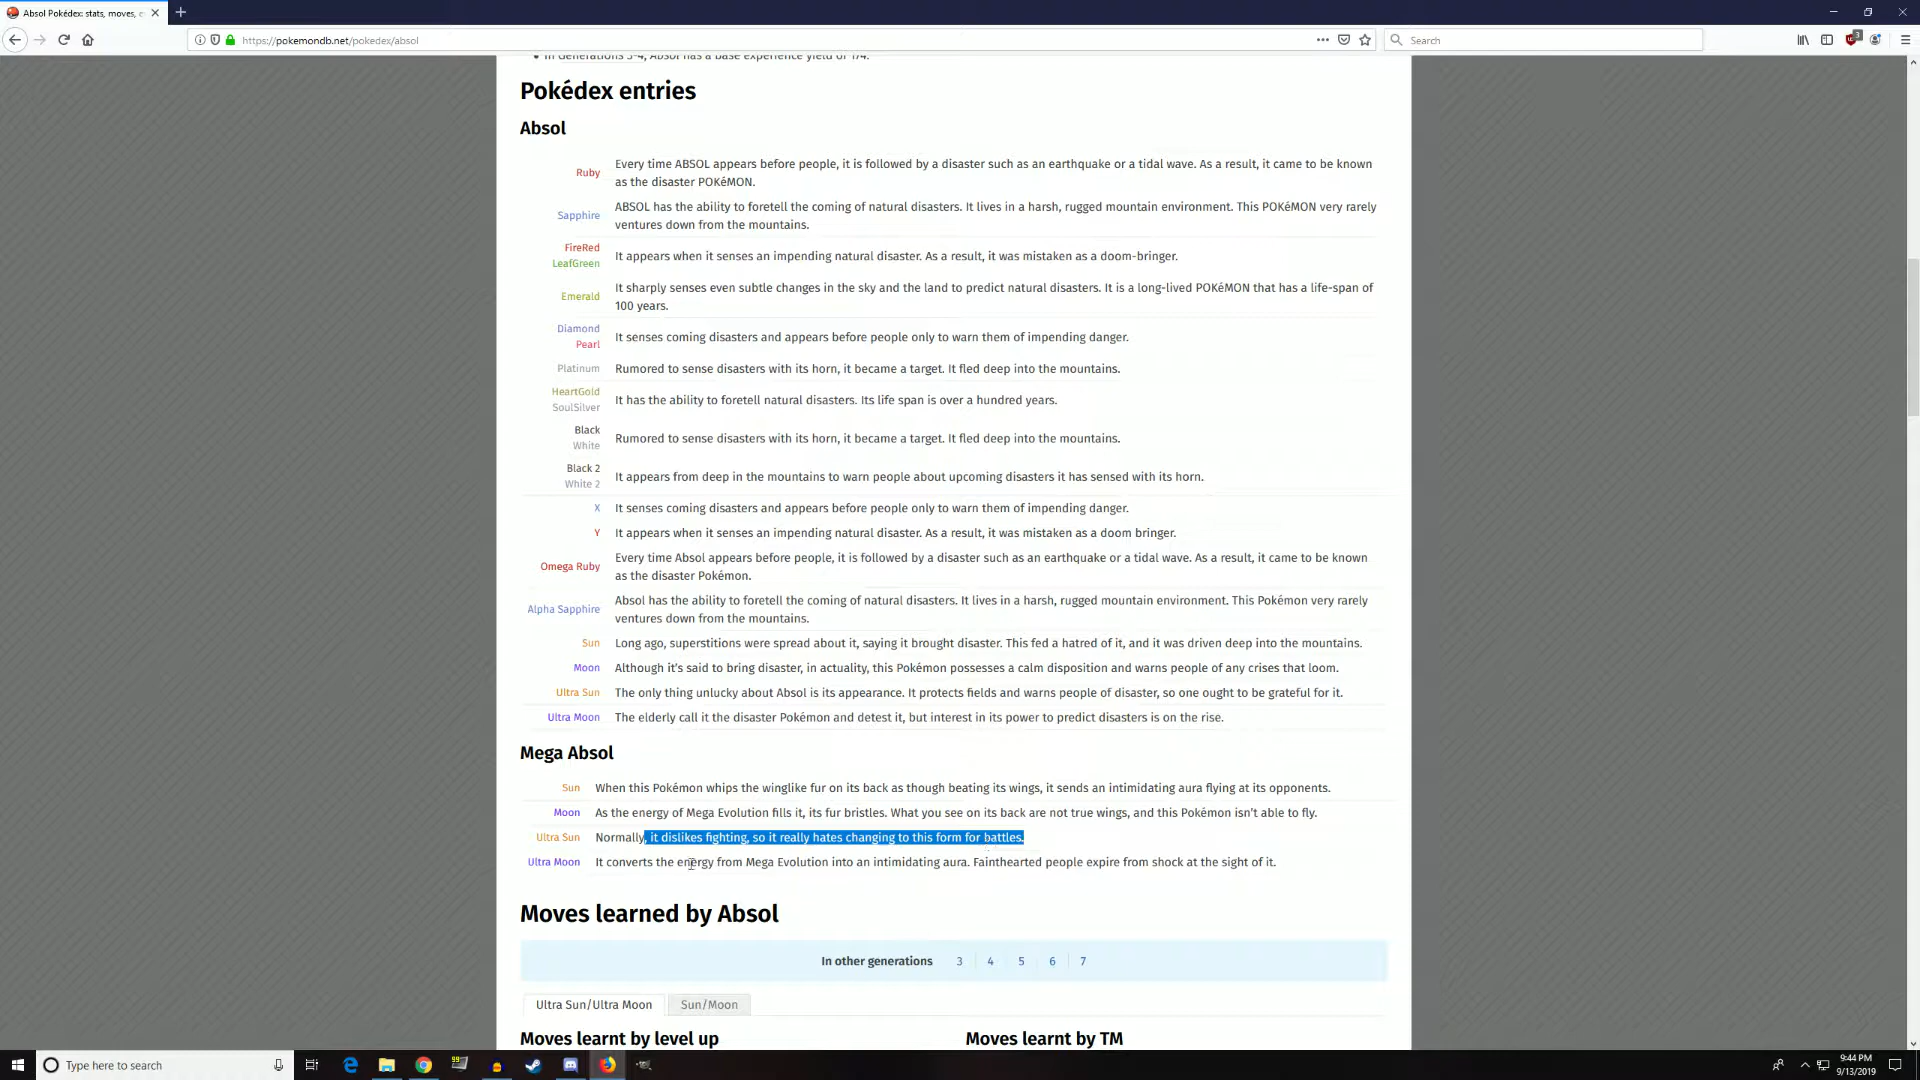 Absol Pokédex: stats, moves, e
https://pokemondb.net/pokedex/absol
Search
3
In Generations 3-4, Absol has a base experience yield of 174.
Pokédex entries
Absol
Ruby
Every time ABSOL appears before people, it is followed by a disaster such as an earthquake or a tidal wave. As a result, it came to be known
as the disaster POKéMON.
Sapphire
ABSOL has the ability to foretell the coming of natural disasters. It lives in a harsh, rugged mountain environment. This POKéMON very rarely
ventures down from the mountains.
FireRed
LeafGreen
It appears when it senses an impending natural disaster. As a result, it was mistaken as a doom-bringer.
Emerald
It sharply senses even subtle changes in the sky and the land to predict natural disasters. It is a long-lived POKéMON that has a life-span of
100 years.
Diamond
Pearl
It senses coming disasters and appears before people only to warn them of impending danger.
Platinum
Rumored to sense disasters with its horn, it became a target. It fled deep into the mountains.
HeartGold
SoulSilver
It has the ability to foretell natural disasters. Its life span is over a hundred years.
Black
White
Rumored to sense disasters with its horn, it became a target. It fled deep into the mountains.
Black 2
White 2
It appears from deep in the mountains to warn people about upcoming disasters it has sensed with its horn.
X
It senses coming disasters and appears before people only to warn them of impending danger.
Y
It appears when it senses an impending natural disaster. As a result, it was mistaken as a doom bringer.
Omega Ruby
Every time Absol appears before people, it is followed by a disaster such as an earthquake or a tidal wave. As a result, it came to be known
as the disaster Pokémon.
Alpha Sapphire
Absol has the ability to foretell the coming of natural disasters. It lives in a harsh, rugged mountain environment. This Pokémon very rarely
ventures down from the mountains.
Sun
Long ago, superstitions were spread about it, saying it brought disaster. This fed a hatred of it, and it was driven deep into the mountains.
Moon
Although it's said to bring disaster, in actuality, this Pokémon possesses a calm disposition and warns people of any crises that loom.
Ultra Sun
The only thing unlucky about Absol is its appearance. It protects fields and warns people of disaster, so one ought to be grateful for it.
Ultra Moon
The elderly call it the disaster Pokémon and detest it, but interest in its power to predict disasters is on the rise.
Mega Absol
Sun
When this Pokémon whips the winglike fur on its back as though beating its wings, it sends an intimidating aura flying at its opponents.
Moon
As the energy of Mega Evolution fills it, its fur bristles. What you see on its back are not true wings, and this Pokémon isn't able to fly.
Ultra Sun
Normally, it dislikes fighting, so it really hates changing to this form for battles.
Ultra Moon
It converts the energy from Mega Evolution into an intimidating aura. Fainthearted people expire from shock at the sight of it.
Moves learned by Absol
In other generations 3 4 5 6 7
Ultra Sun/Ultra Moon Sun/Moon
Moves learnt by level up
Moves learnt by TM
Type here to search
9:44 PM
9/13/2019